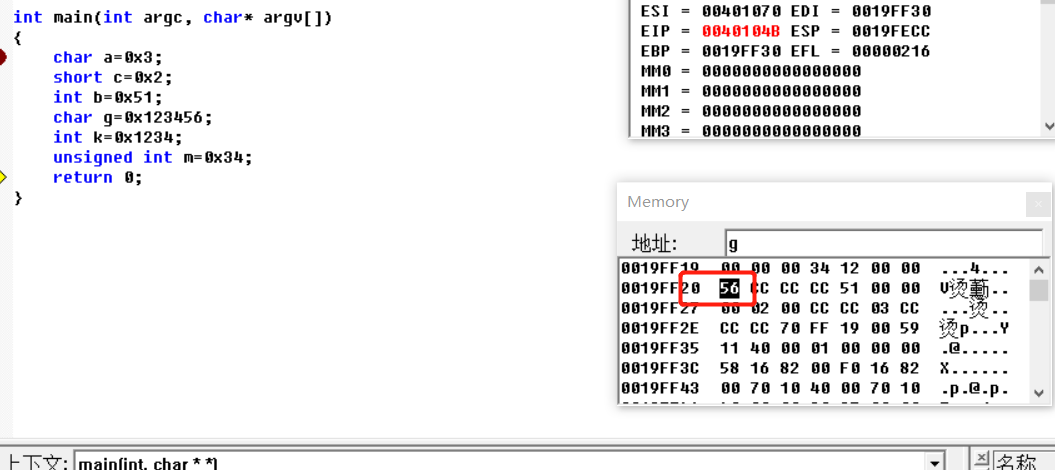 int main(int argc, char* argv[])
{
char a=0x3;
short c=0x2;
int b=0x51;
char g=0x123456;
int k=0x1234;
unsigned int m=0x34;
return 0;
}
ESI = 00401070 EDI = 0019FF30
EIP = 0040104B ESP = 0019FECC
EBP = 0019FF30 EFL = 00000216
MM0 = 0000000000000000
MM1 = 0000000000000000
MM2 = 0000000000000000
MM3 = 0000000000000000
Memory
地址: g
0019FF19 00 00 00 34 12 00 00 ...4...
0019FF20 56 CC CC CC 51 00 00 V烫蘍..
0019FF27 00 02 00 CC CC 03 CC ...烫..
0019FF2E CC CC 70 FF 19 00 59 烫p...Y
0019FF35 11 40 00 01 00 00 00 .@.....
0019FF3C 58 16 82 00 F0 16 82 X......
0019FF43 00 70 10 40 00 70 10 .p.@.p.
上下文: main(int, char * *)
名称